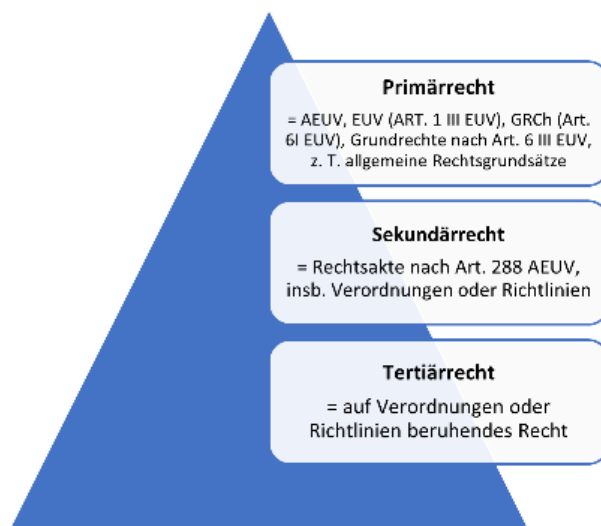 Primärrecht
= AEUV, EUV (ART. 1 III EUV), GRCh (Art.
6I EUV), Grundrechte nach Art. 6 III EUV,
z. T. allgemeine Rechtsgrundsätze
Sekundärrecht
= Rechtsakte nach Art. 288 AEUV,
insb. Verordnungen oder Richtlinien
Tertiärrecht
= auf Verordnungen oder
Richtlinien beruhendes Recht